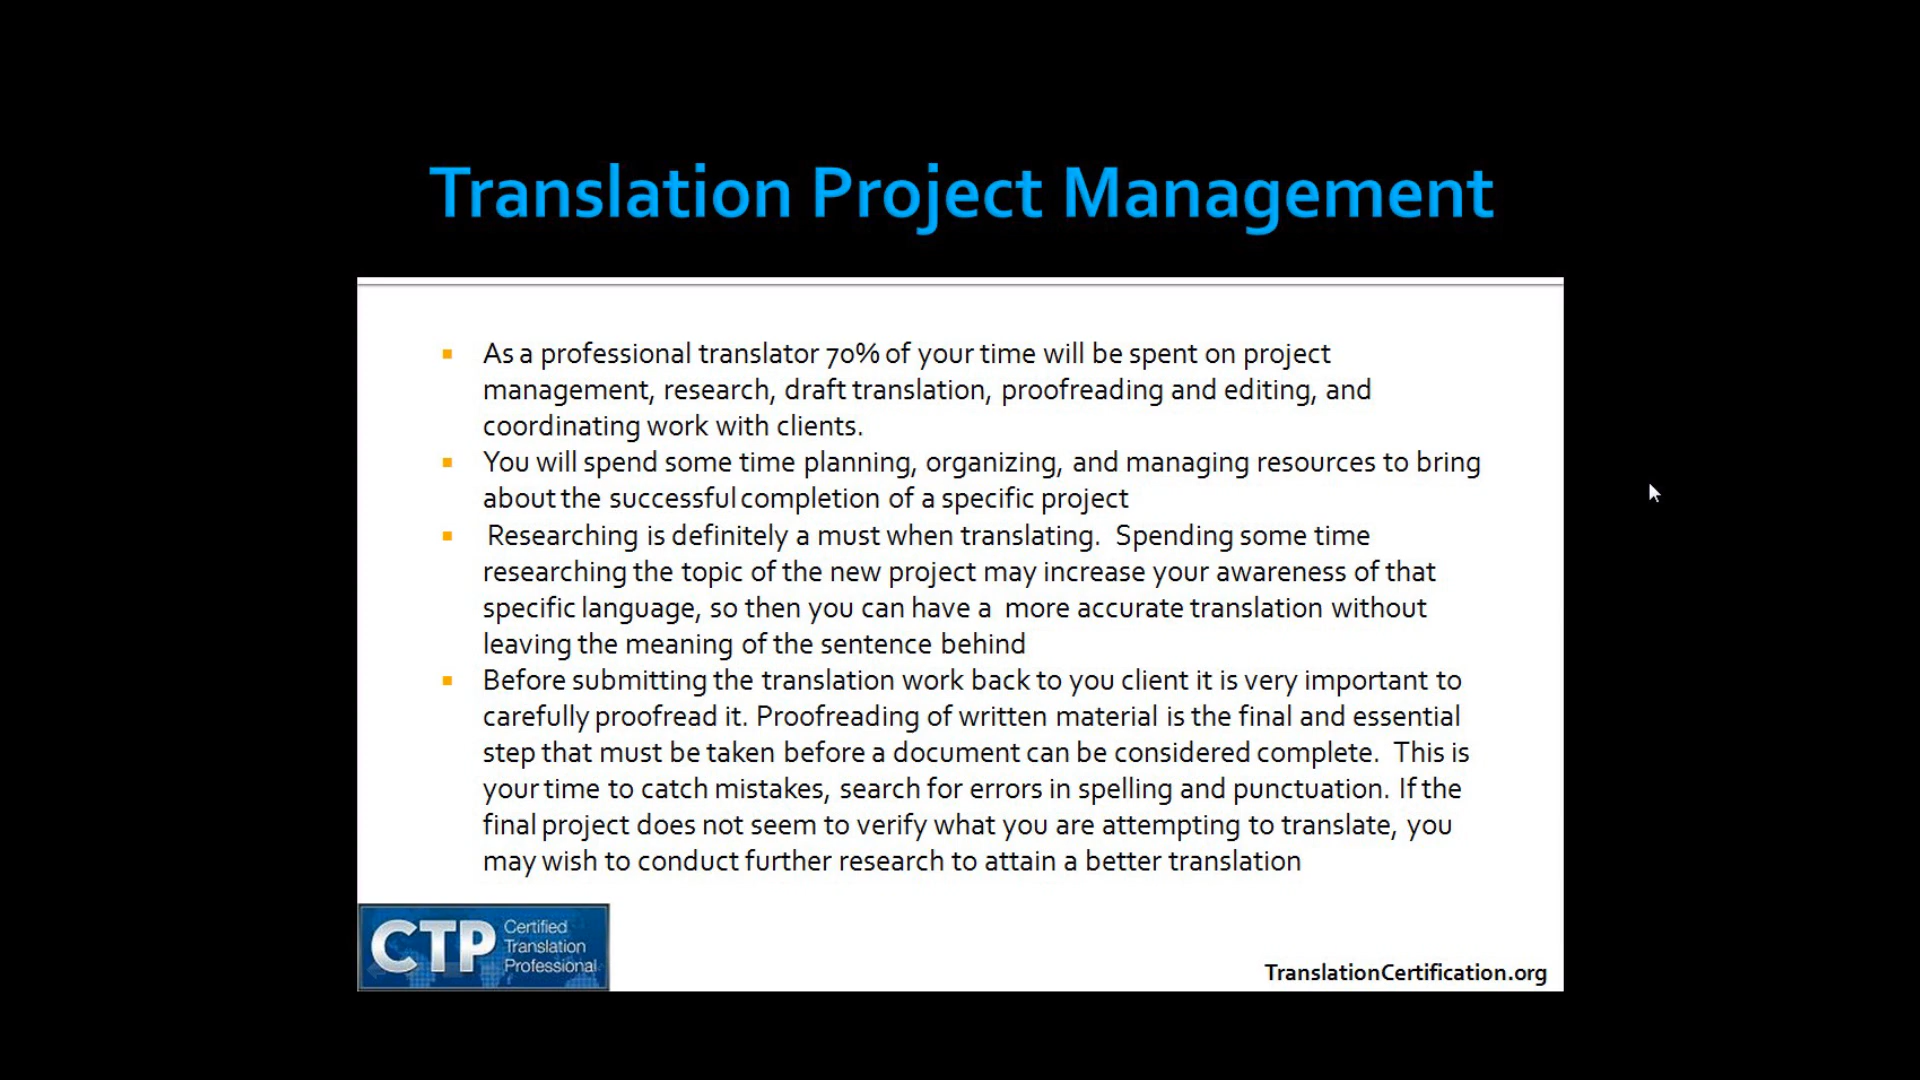 Translation Project Management
As a professional translator 70% of your time will be spent on project
management, research, draft translation, proofreading and editing, and
coordinating work with clients.
You will spend some time planning, organizing, and managing resources to bring
about the successful completion of a specific project
Researching is definitely a must when translating.  Spending some time
researching the topic of the new project may increase your awareness of that
specific language, so then you can have a  more accurate translation without
leaving the meaning of the sentence behind
Before submitting the translation work back to you client it is very important to
carefully proofread it. Proofreading of written material is the final and essential
step that must be taken before a document can be considered complete.  This is
your time to catch mistakes, search for errors in spelling and punctuation. If the
final project does not seem to verify what you are attempting to translate, you
may wish to conduct further research to attain a better translation
CTP
Certified
Translation
Professional
TranslationCertification.org